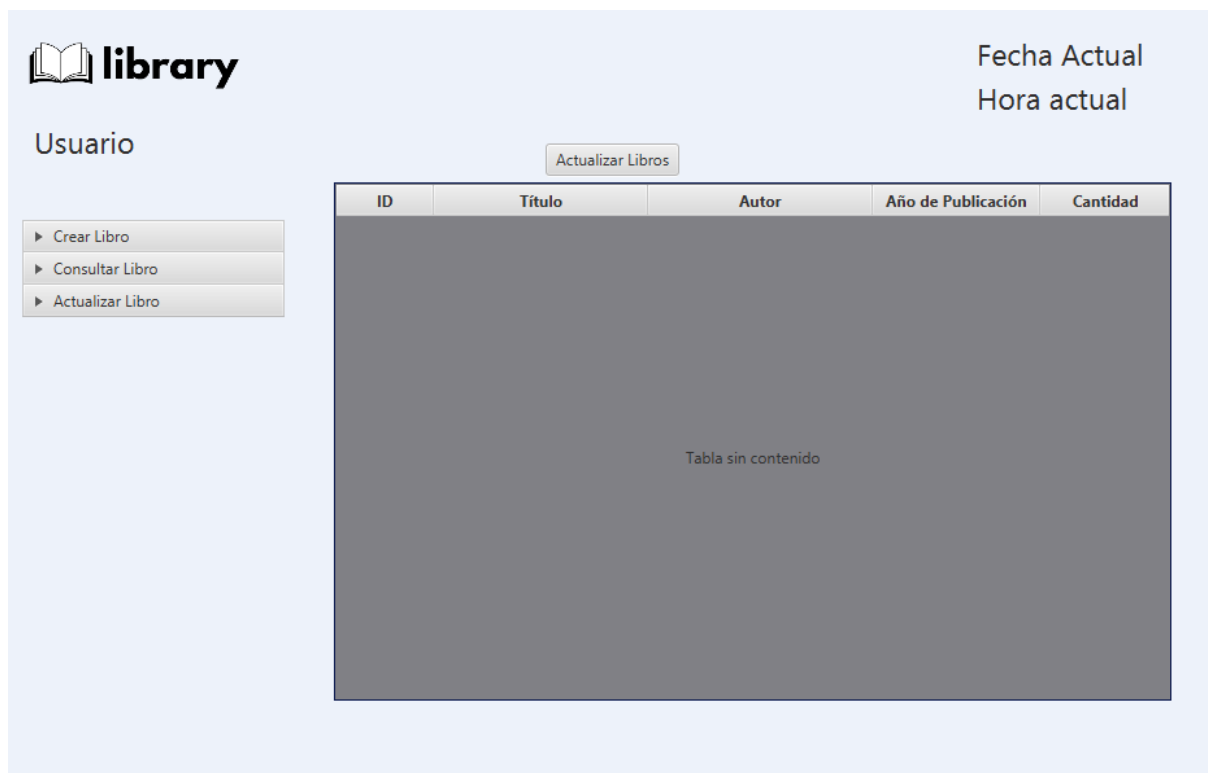 library
Fecha Actual
Hora actual
Usuario
Actualizar Libros
ID Título Autor Año de Publicación Cantidad
Crear Libro
Consultar Libro
Actualizar Libro
Tabla sin contenido